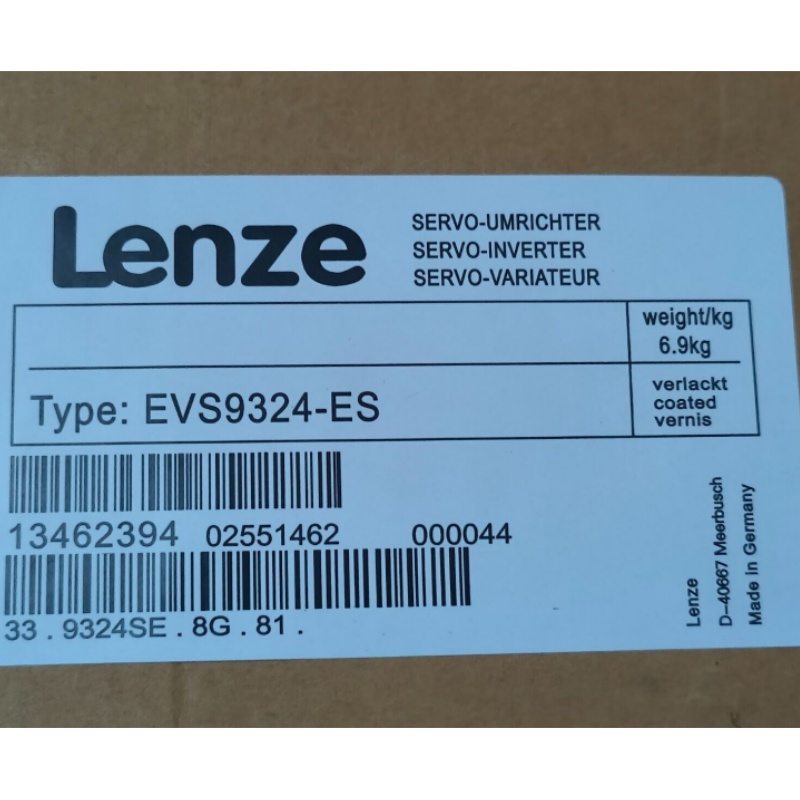 Lenze
SERVO-UMRICHTER
SERVO-INVERTER
SERVO-VARIATEUR
weight/kg
6.9kg
Type: EVS9324-ES
verlackt
coated
vernis
13462394 02551462 000044
33 . 9324SE . 8G . 81 .
Lenze
D-40667 Meerbusch
Made in Germany